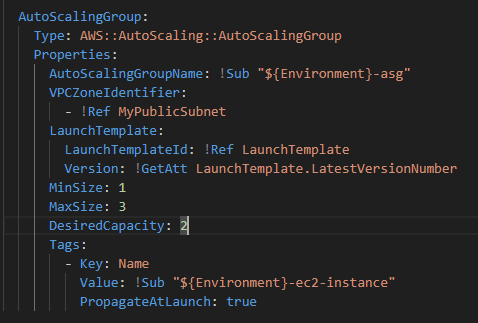 AutoScalingGroup:
  Type: AWS::AutoScaling::AutoScalingGroup
  Properties:
    AutoScalingGroupName: !Sub "${Environment}-asg"
    VPCZoneIdentifier:
      - !Ref MyPublicSubnet
    LaunchTemplate:
      LaunchTemplateId: !Ref LaunchTemplate
      Version: !GetAtt LaunchTemplate.LatestVersionNumber
    MinSize: 1
    MaxSize: 3
    DesiredCapacity: 2
    Tags:
      - Key: Name
        Value: !Sub "${Environment}-ec2-instance"
        PropagateAtLaunch: true